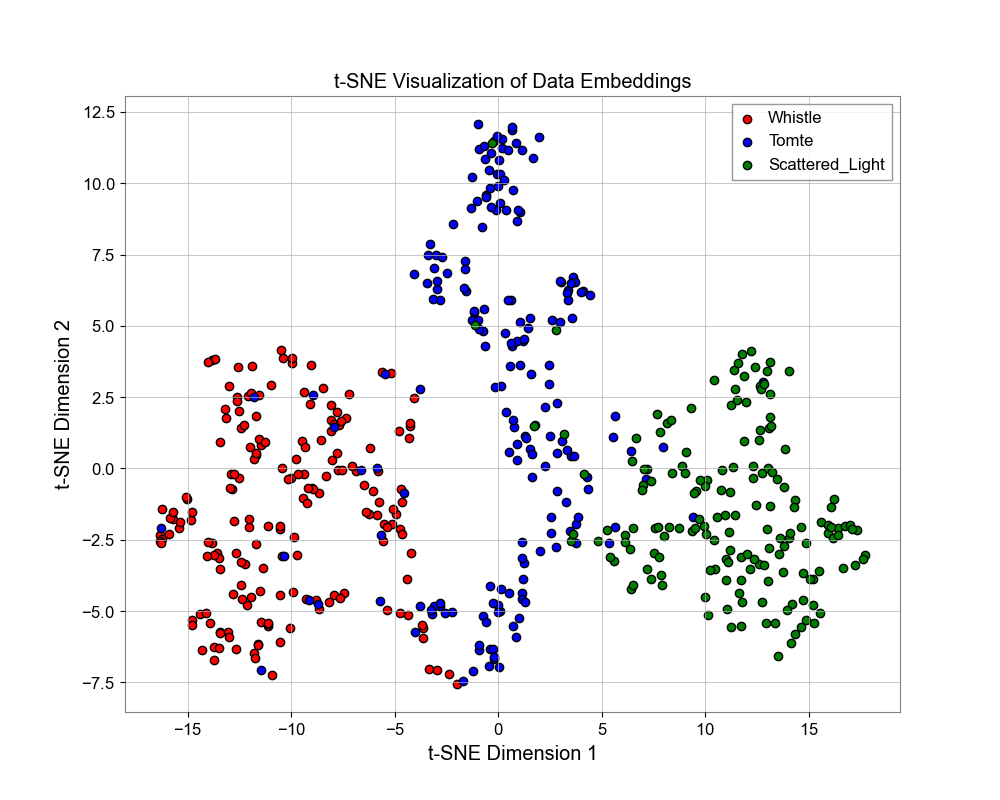 t-SNE Visualization of Data Embeddings
Whistle
Tomte
Scattered_Light
12.5
10.0
7.5
5.0
2.5
0.0
−2.5
−5.0
−7.5
t-SNE Dimension 2
−15
−10
−5
0
5
10
15
t-SNE Dimension 1